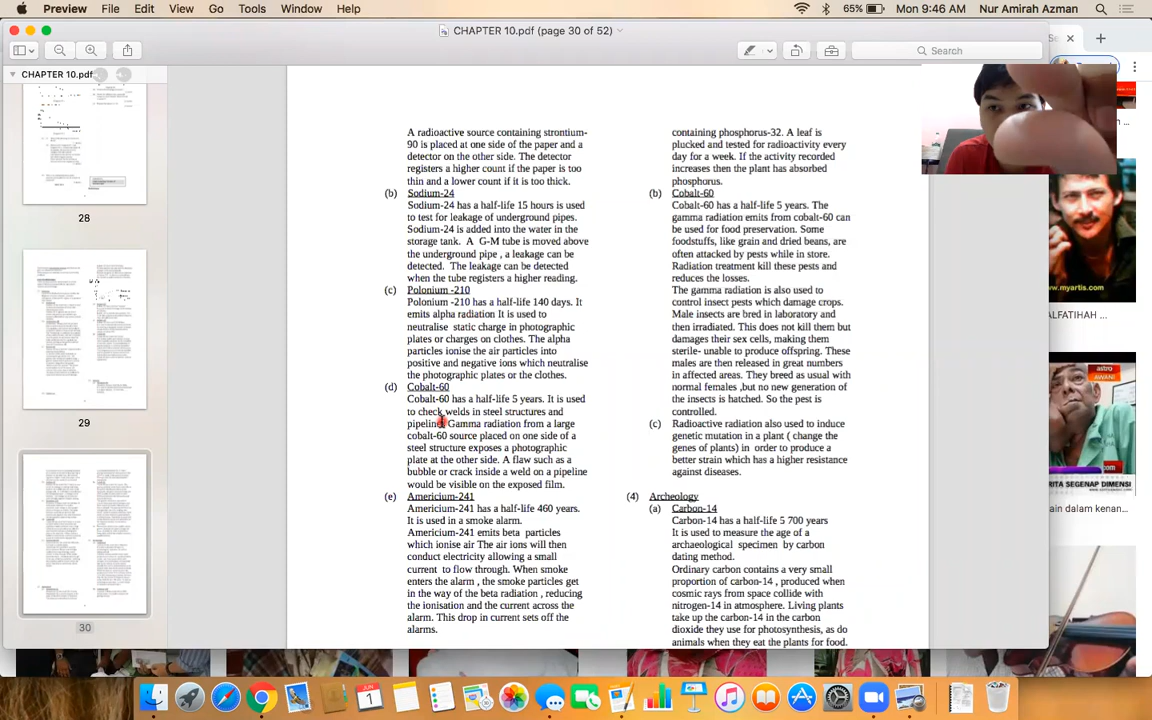 Preview File Edit View Go Tools Window Help 65% Mon 9:46 AM Nur Amirah Azman
CHAPTER 10.pdf (page 30 of 52)
Search
CHAPTER 10.pdf
28
29
30
A radioactive source containing strontium-
90 is placed at one side of the paper and a
detector on the other side. The detector
registers a higher count if the paper is too
thin and a lower count if it is too thick.
(b) Sodium-24
Sodium-24 has a half-life 15 hours is used
to test for leakage of underground pipes.
Sodium-24 is added into the water in the
storage tank. A G-M tube is moved above
the underground pipe , a leakage can be
detected. The leakage can be detected
when the tube registers a higher reading.
(c) Polonium -210
Polonium -210 has a half-life 140 days. It
emits alpha radiation It is used to
neutralise static charge in photographic
plates or charges on clothes. The alpha
particles ionise the air particles into
positive and negative ions which neutralise
the photographic plates or the clothes.
(d) Cobalt-60
Cobalt-60 has a half-life 5 years. It is used
to check welds in steel structures and
pipeline. Gamma radiation from a large
cobalt-60 source placed on one side of a
steel structure exposes a photographic
plate at the other side. A flaw such as a
bubble or crack inside a weld on a pipeline
would be visible on the exposed film.
(e) Americium-241
Americium-241 has a half-life 460 years.
It is used in a smoke alarm.
Americium-241 emits beta particles
which ionise air The air ions will then
conduct electricity allowing a small
current to flow through. When smoke
enters the alarm , the smoke particles get
in the way of the beta radiation , reducing
the ionisation and the current across the
alarm. This drop in current sets off the
alarms.
containing phosphorus-32. A leaf is
plucked and tested for radioactivity every
day for a week. If the activity recorded
increases then the plant has absorbed
phosphorus.
(b) Cobalt-60
Cobalt-60 has a half-life 5 years. The
gamma radiation emits from cobalt-60 can
be used for food preservation. Some
foodstuffs, like grain and dried beans, are
often attacked by pests while in store.
Radiation treatment kill these pests and
reduces the losses.
The gamma radiation is also used to
control insect pests which damage crops.
Male insects are bred in laboratory and
then irradiated. This does not kill them but
damages their sex cells, making them
sterile- unable to produce offspring. These
males are then released in great numbers
in affected areas. They breed as usual with
normal females ,but no new generation of
the insects is hatched. So the pest is
controlled.
(c) Radioactive radiation also used to induce
genetic mutation in a plant ( change the
genes of plants) in order to produce a
better strain which has a higher resistance
against diseases.
(4) Archeology
(a) Carbon-14
Carbon-14 has a half-life 5 700 years
It is used to measure the age of a
archaeological specimen by carbon
dating method.
Ordinary carbon contains a very small
proportion of carbon-14 , produced when
cosmic rays from space collide with
nitrogen-14 in atmosphere. Living plants
take up the carbon-14 in the carbon
dioxide they use for photosynthesis, as do
animals when they eat the plants for food.
www.myartis.com
ALFATIHAH ...
astro
AWANI
RITA SEGENAP DIMENSI
ain dalam kenan...
JUN
1